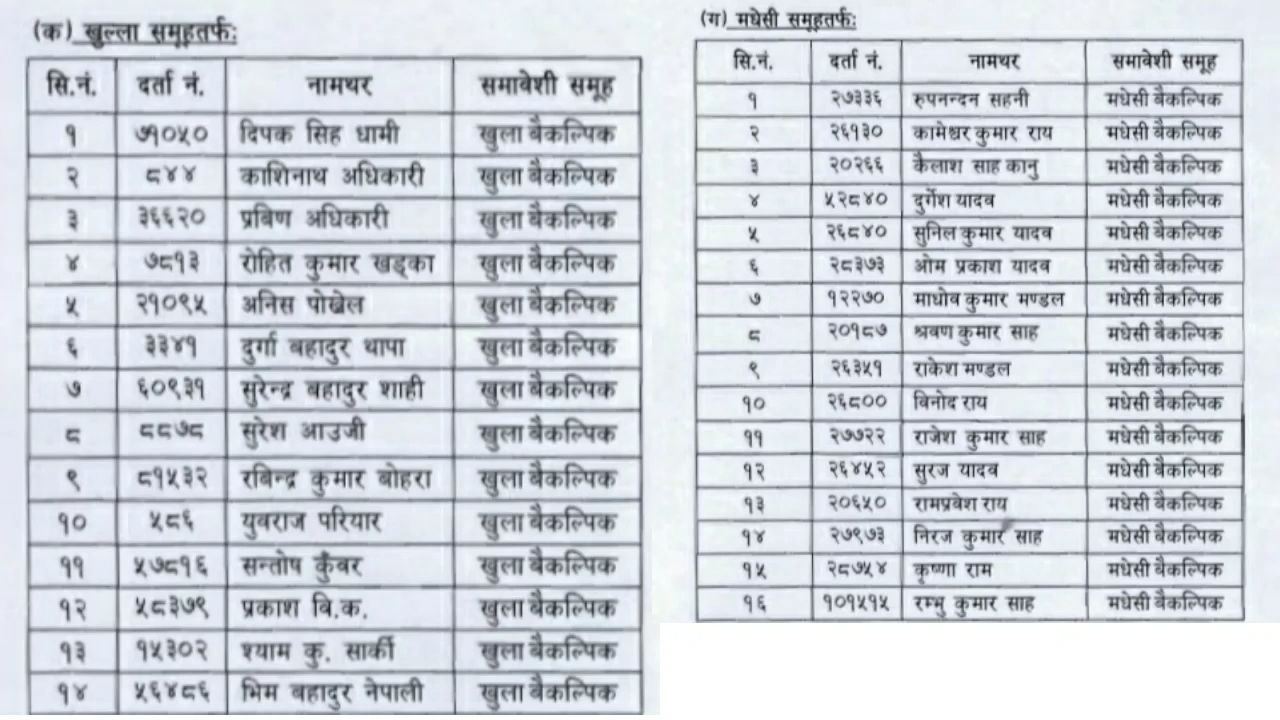 (क) खुल्ला समूहतर्फः
सि.नं. दर्ता नं. नामथर समावेशी समूह
१ ७१०५० दिपक सिंह धामी खुला बैकल्पिक
२ ८४४ काशिनाथ अधिकारी खुला बैकल्पिक
३ ३६६२० प्रबिण अधिकारी खुला बैकल्पिक
४ ७८१३ रोहित कुमार खड्का खुला बैकल्पिक
५ २१०९५ अनिस पोखेल खुला बैकल्पिक
६ ३३४१ दुर्गा बहादुर थापा खुला बैकल्पिक
७ ६०९३१ सुरेन्द्र बहादुर शाही खुला बैकल्पिक
८ ८८७८ सुरेश आउजी खुला बैकल्पिक
९ ८१५३२ रबिन्द्र कुमार बोहरा खुला बैकल्पिक
१० ५८६ युवराज परियार खुला बैकल्पिक
११ ५७८१६ सन्तोष कुँवर खुला बैकल्पिक
१२ ५८३७९ प्रकाश बि.क. खुला बैकल्पिक
१३ १५३०२ श्याम कु. सार्की खुला बैकल्पिक
१४ ५६४८६ भिम बहादुर नेपाली खुला बैकल्पिक
(ग) मधेसी समूहतर्फः
सि.नं. दर्ता नं. नामथर समावेशी समूह
१ २७३३६ रुपनन्दन सहनी मधेसी बैकल्पिक
२ २६१३० कामेश्वर कुमार राय मधेसी बैकल्पिक
३ २०२६६ कैलाश साह कानु मधेसी बैकल्पिक
४ ५२८४० दुर्गेश यादव मधेसी बैकल्पिक
५ २६८४० सुनिल कुमार यादव मधेसी बैकल्पिक
६ २८३७३ ओम प्रकाश यादव मधेसी बैकल्पिक
७ १२२७० माधोव कुमार मण्डल मधेसी बैकल्पिक
८ २०१८७ श्रवण कुमार साह मधेसी बैकल्पिक
९ २६३५१ राकेश मण्डल मधेसी बैकल्पिक
१० २६८०० विनोद राय मधेसी बैकल्पिक
११ २७७२२ राजेश कुमार साह मधेसी बैकल्पिक
१२ २६४५२ सुरज यादव मधेसी बैकल्पिक
१३ २०६५० रामप्रवेश राय मधेसी बैकल्पिक
१४ २७९७३ निरज कुमार साह मधेसी बैकल्पिक
१५ २८७५४ कृष्णा राम मधेसी बैकल्पिक
१६ १०१५१५ रम्भु कुमार साह मधेसी बैकल्पिक